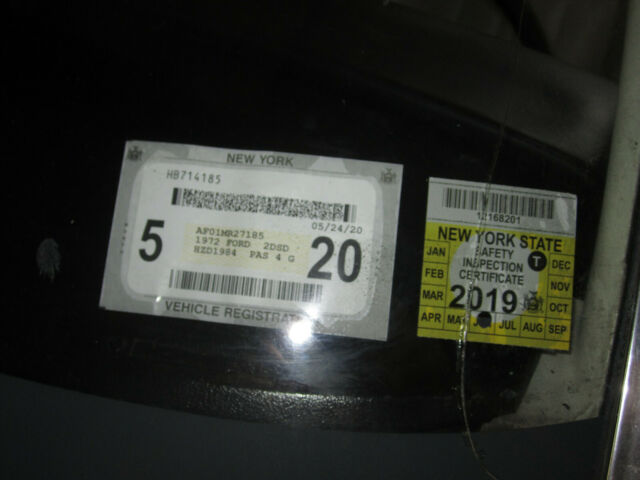 NEW YORK
HB714185
05/24/20
AF01MR27185
1972 FORD 2DSD
HZD1984 PAS 4 G
5
20
VEHICLE REGISTRAT
12168201
NEW YORK STATE
SAFETY
INSPECTION
CERTIFICATE
T
2019
JAN
FEB
MAR
APR
MAY
JUL
AUG
SEP
OCT
NOV
DEC